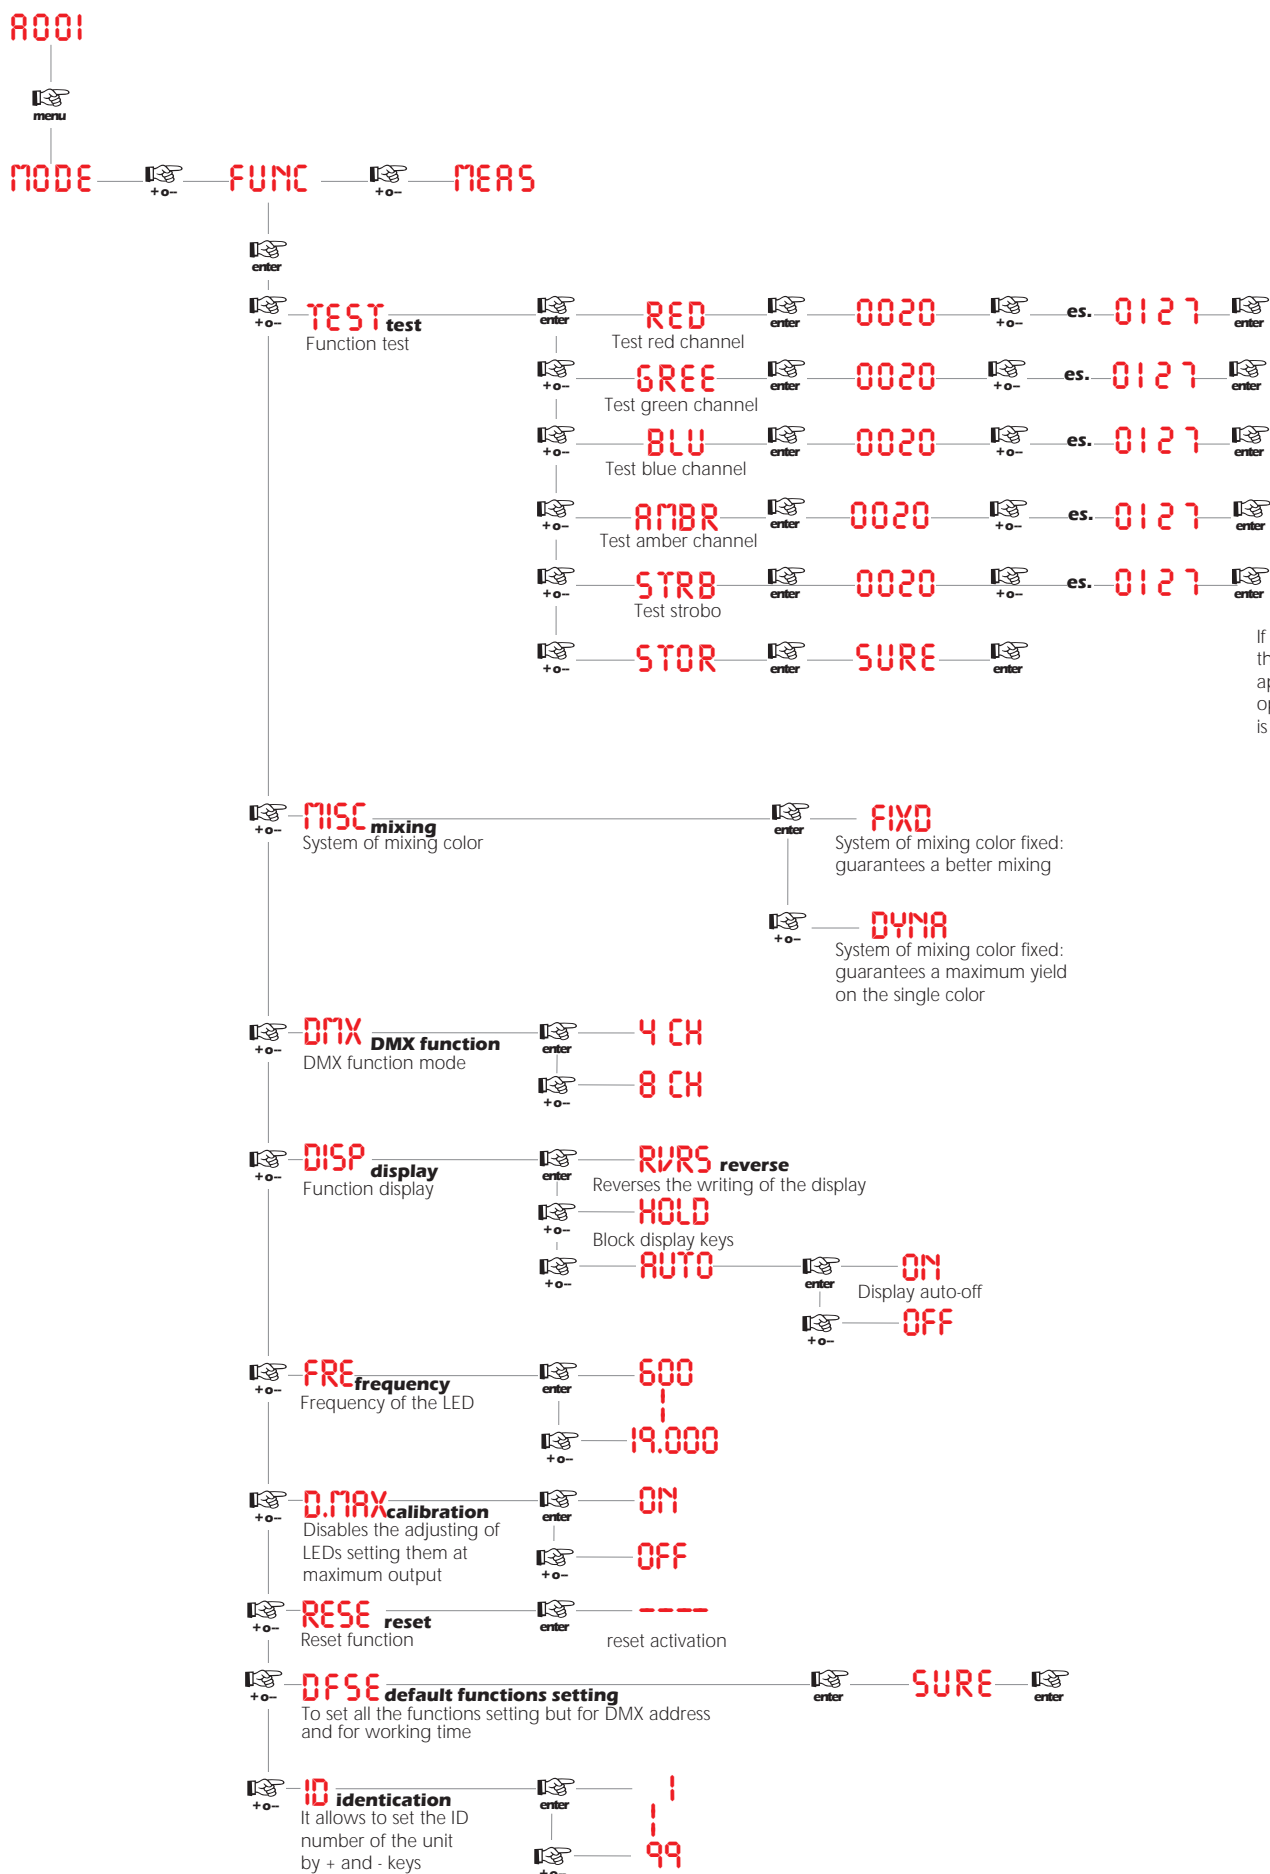 A001
menu
MODE +o– FUNC +o– MEAS
enter
+o– TEST test enter RED enter 0020 +o– es. 0127 enter
Function test
Test red channel
+o– GREE enter 0020 +o– es. 0127 enter
Test green channel
+o– BLU enter 0020 +o– es. 0127 enter
Test blue channel
+o– AMBR enter 0020 +o– es. 0127 enter
Test amber channel
+o– STRB enter 0020 +o– es. 0127 enter
Test strobo
+o– STOR enter SURE enter
If
th
ap
op
is
+o– MISC mixing enter FIXD
System of mixing color
System of mixing color fixed:
guarantees a better mixing
+o– DYNA
System of mixing color fixed:
guarantees a maximum yield
on the single color
+o– DMX DMX function enter 4 CH
DMX function mode
+o– 8 CH
+o– DISP display enter RVRS reverse
Function display
Reverses the writing of the display
+o– HOLD
Block display keys
+o– AUTO enter ON
Display auto-off
+o– OFF
+o– FRE frequency enter 600
Frequency of the LED
+o– 19.000
+o– D.MAX calibration enter ON
Disables the adjusting of
LEDs setting them at
maximum output
+o– OFF
+o– RESE reset enter ----
Reset function
reset activation
+o– DFSE default functions setting enter SURE enter
To set all the functions setting but for DMX address
and for working time
+o– ID identication enter 1
It allows to set the ID
number of the unit
by + and - keys
+o– 99